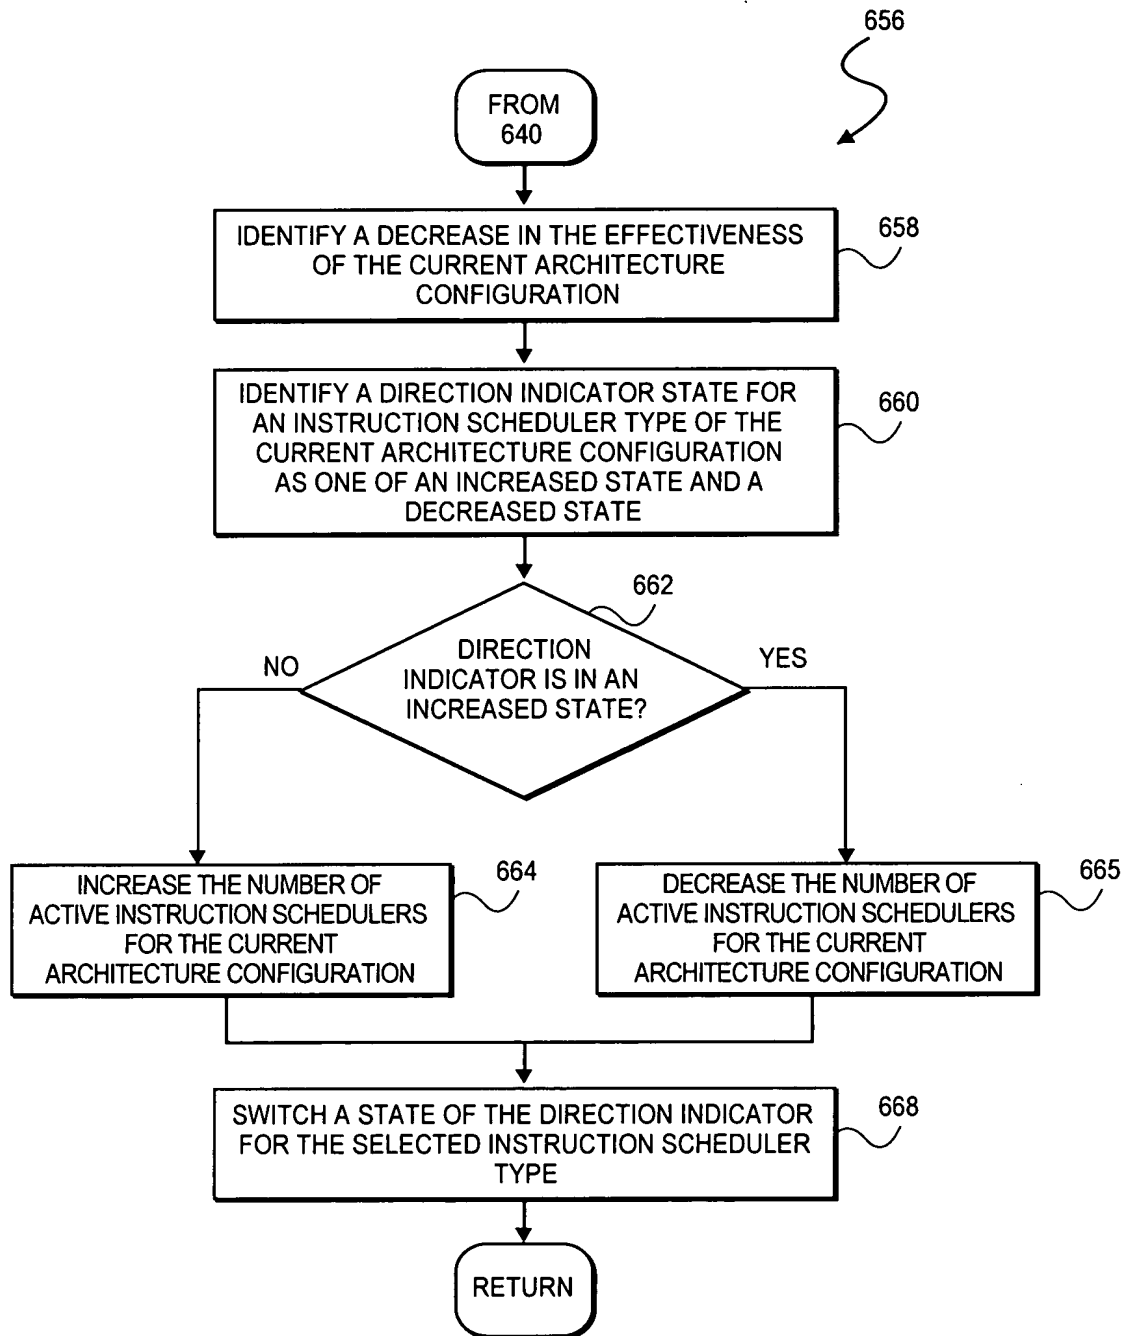 656
FROM
640
IDENTIFY A DECREASE IN THE EFFECTIVENESS
OF THE CURRENT ARCHITECTURE
CONFIGURATION
658
IDENTIFY A DIRECTION INDICATOR STATE FOR
AN INSTRUCTION SCHEDULER TYPE OF THE
CURRENT ARCHITECTURE CONFIGURATION
AS ONE OF AN INCREASED STATE AND A
DECREASED STATE
660
662
DIRECTION
INDICATOR IS IN AN
INCREASED STATE?
NO
YES
INCREASE THE NUMBER OF
ACTIVE INSTRUCTION SCHEDULERS
FOR THE CURRENT
ARCHITECTURE CONFIGURATION
664
DECREASE THE NUMBER OF
ACTIVE INSTRUCTION SCHEDULERS
FOR THE CURRENT
ARCHITECTURE CONFIGURATION
665
SWITCH A STATE OF THE DIRECTION INDICATOR
FOR THE SELECTED INSTRUCTION SCHEDULER
TYPE
668
RETURN